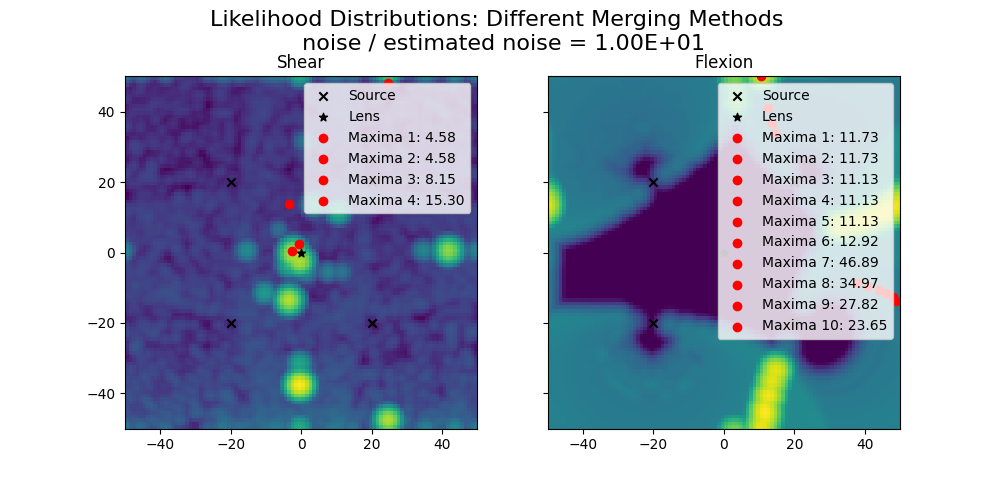 Likelihood Distributions: Different Merging Methods
noise / estimated noise = 1.00E+01
Shear
Flexion
Source
Lens
Maxima 1: 4.58
Maxima 2: 4.58
Maxima 3: 8.15
Maxima 4: 15.30
Source
Lens
Maxima 1: 11.73
Maxima 2: 11.73
Maxima 3: 11.13
Maxima 4: 11.13
Maxima 5: 11.13
Maxima 6: 12.92
Maxima 7: 46.89
Maxima 8: 34.97
Maxima 9: 27.82
Maxima 10: 23.65
40
20
0
−20
−40
−40 −20 0 20 40
−40 −20 0 20 40